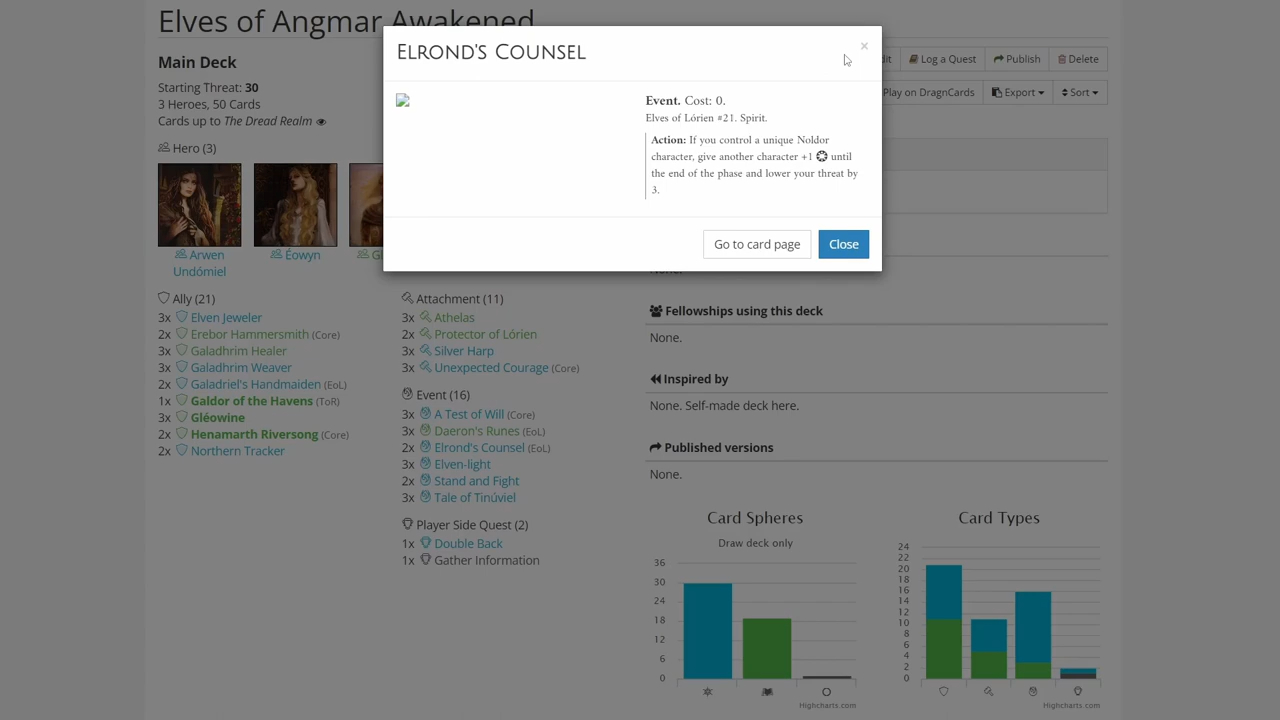 Elves of Angmar Awakened
ELROND'S COUNSEL
×
Main Deck
Starting Threat: 30
3 Heroes, 50 Cards
Cards up to The Dread Realm
Log a Quest
Publish
Delete
Play on DragnCards
Export
Sort
Event. Cost: 0.
Elves of Lórien #21. Spirit.
Action: If you control a unique Noldor
character, give another character +1 until
the end of the phase and lower your threat by
3.
Go to card page
Close
Hero (3)
Arwen
Undómiel
Éowyn
Ally (21)
3x Elven Jeweler
2x Erebor Hammersmith (Core)
3x Galadhrim Healer
3x Galadhrim Weaver
2x Galadriel's Handmaiden (EoL)
1x Galdor of the Havens (ToR)
3x Gléowine
2x Henamarth Riversong (Core)
2x Northern Tracker
Attachment (11)
3x Athelas
2x Protector of Lórien
3x Silver Harp
3x Unexpected Courage (Core)
Event (16)
3x A Test of Will (Core)
3x Daeron's Runes (EoL)
2x Elrond's Counsel (EoL)
3x Elven-light
2x Stand and Fight
3x Tale of Tinúviel
Player Side Quest (2)
1x Double Back
1x Gather Information
Fellowships using this deck
None.
Inspired by
None. Self-made deck here.
Published versions
None.
Card Spheres
Draw deck only
36
30
24
18
12
6
0
Highcharts.com
Card Types
24
22
20
18
16
14
12
10
8
6
4
2
0
Highcharts.com